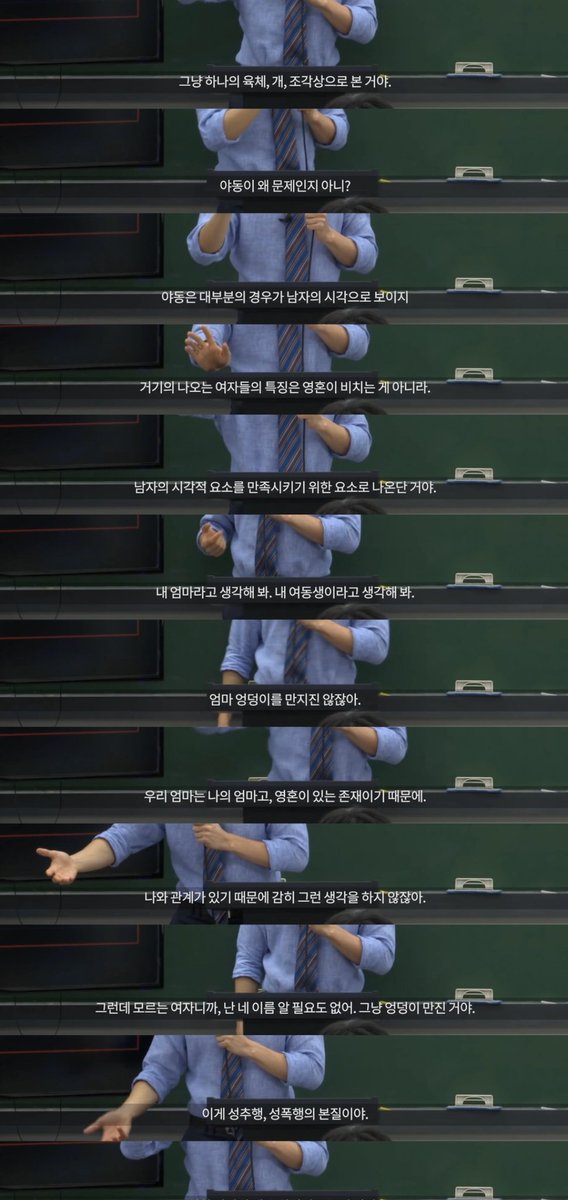 그냥 하나의 육체, 개, 조각상으로 본 거야.
야동이 왜 문제인지 아니?
야동은 대부분의 경우가 남자의 시각으로 보이지
거기의 나오는 여자들의 특징은 영혼이 비치는 게 아니라.
남자의 시각적 요소를 만족시키기 위한 요소로 나온단 거야.
내 엄마라고 생각해 봐. 내 여동생이라고 생각해 봐.
엄마 엉덩이를 만지진 않잖아.
우리 엄마는 나의 엄마고, 영혼이 있는 존재이기 때문에.
나와 관계가 있기 때문에 감히 그런 생각을 하지 않잖아.
그런데 모르는 여자니까, 난 네 이름 알 필요도 없어. 그냥 엉덩이 만진 거야.
이게 성추행, 성폭행의 본질이야.